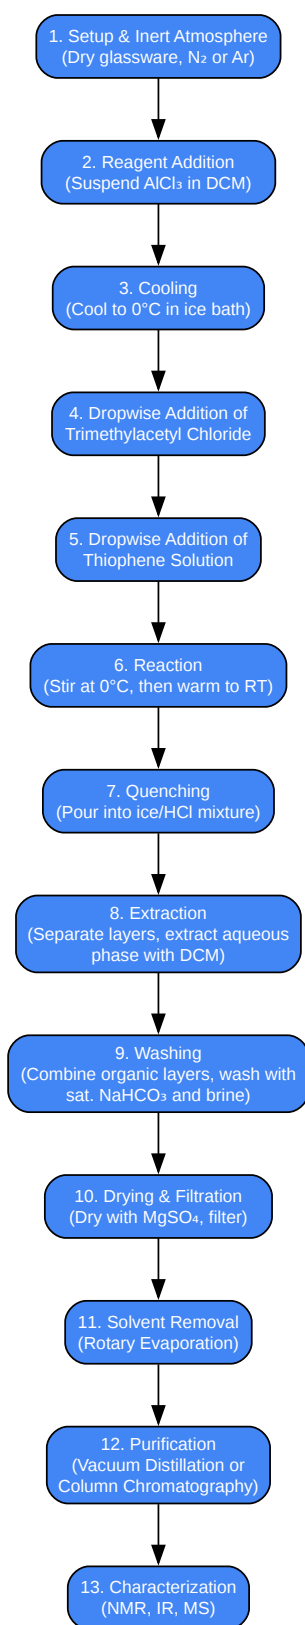 1. Setup & Inert Atmosphere
(Dry glassware, N₂ or Ar)
2. Reagent Addition
(Suspend AlCl₃ in DCM)
3. Cooling
(Cool to 0°C in ice bath)
4. Dropwise Addition of
Trimethylacetyl Chloride
5. Dropwise Addition of
Thiophene Solution
6. Reaction
(Stir at 0°C, then warm to RT)
7. Quenching
(Pour into ice/HCl mixture)
8. Extraction
(Separate layers, extract aqueous
phase with DCM)
9. Washing
(Combine organic layers, wash with
sat. NaHCO₃ and brine)
10. Drying & Filtration
(Dry with MgSO₄, filter)
11. Solvent Removal
(Rotary Evaporation)
12. Purification
(Vacuum Distillation or
Column Chromatography)
13. Characterization
(NMR, IR, MS)